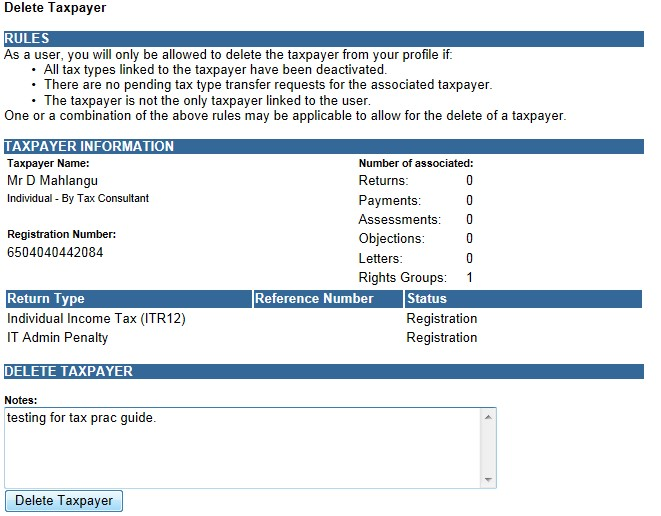 Delete Taxpayer
RULES
As a user, you will only be allowed to delete the taxpayer from your profile if:
• All tax types linked to the taxpayer have been deactivated.
• There are no pending tax type transfer requests for the associated taxpayer.
• The taxpayer is not the only taxpayer linked to the user.
One or a combination of the above rules may be applicable to allow for the delete of a taxpayer.
TAXPAYER INFORMATION
Taxpayer Name:
Mr D Mahlangu
Individual - By Tax Consultant
Registration Number:
6504040442084
Number of associated:
Returns: 0
Payments: 0
Assessments: 0
Objections: 0
Letters: 0
Rights Groups: 1
Return Type Reference Number Status
Individual Income Tax (ITR12) Registration
IT Admin Penalty Registration
DELETE TAXPAYER
Notes:
testing for tax prac guide.
Delete Taxpayer